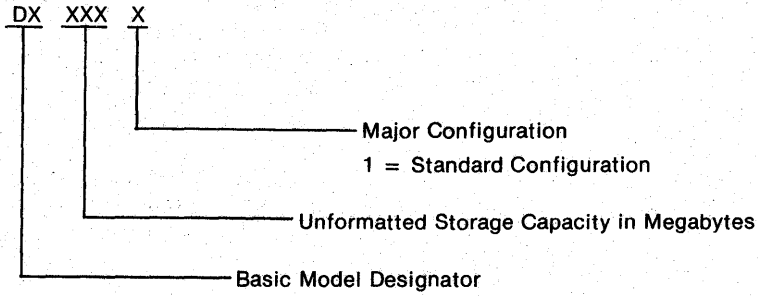 DX XXX X
Major Configuration
1 = Standard Configuration
Unformatted Storage Capacity in Megabytes
Basic Model Designator